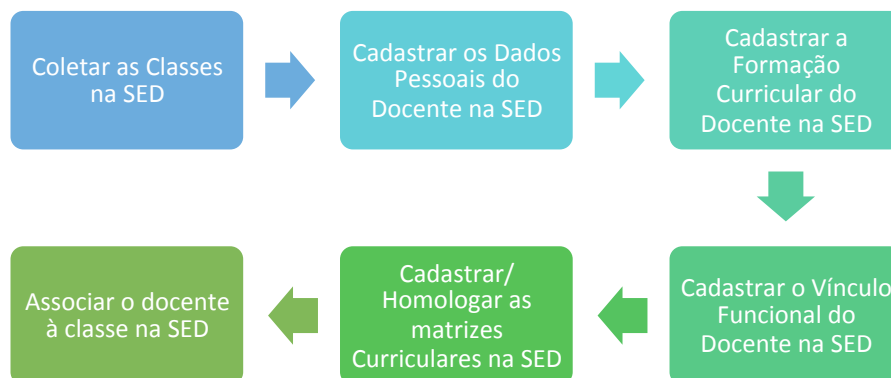 Coletar as Classes
na SED
Cadastrar os Dados
Pessoais do
Docente na SED
Cadastrar a
Formação
Curricular do
Docente na SED
Cadastrar o Vínculo
Funcional do
Docente na SED
Cadastrar/
Homologar as
matrizes
Curriculares na SED
Associar o docente
à classe na SED